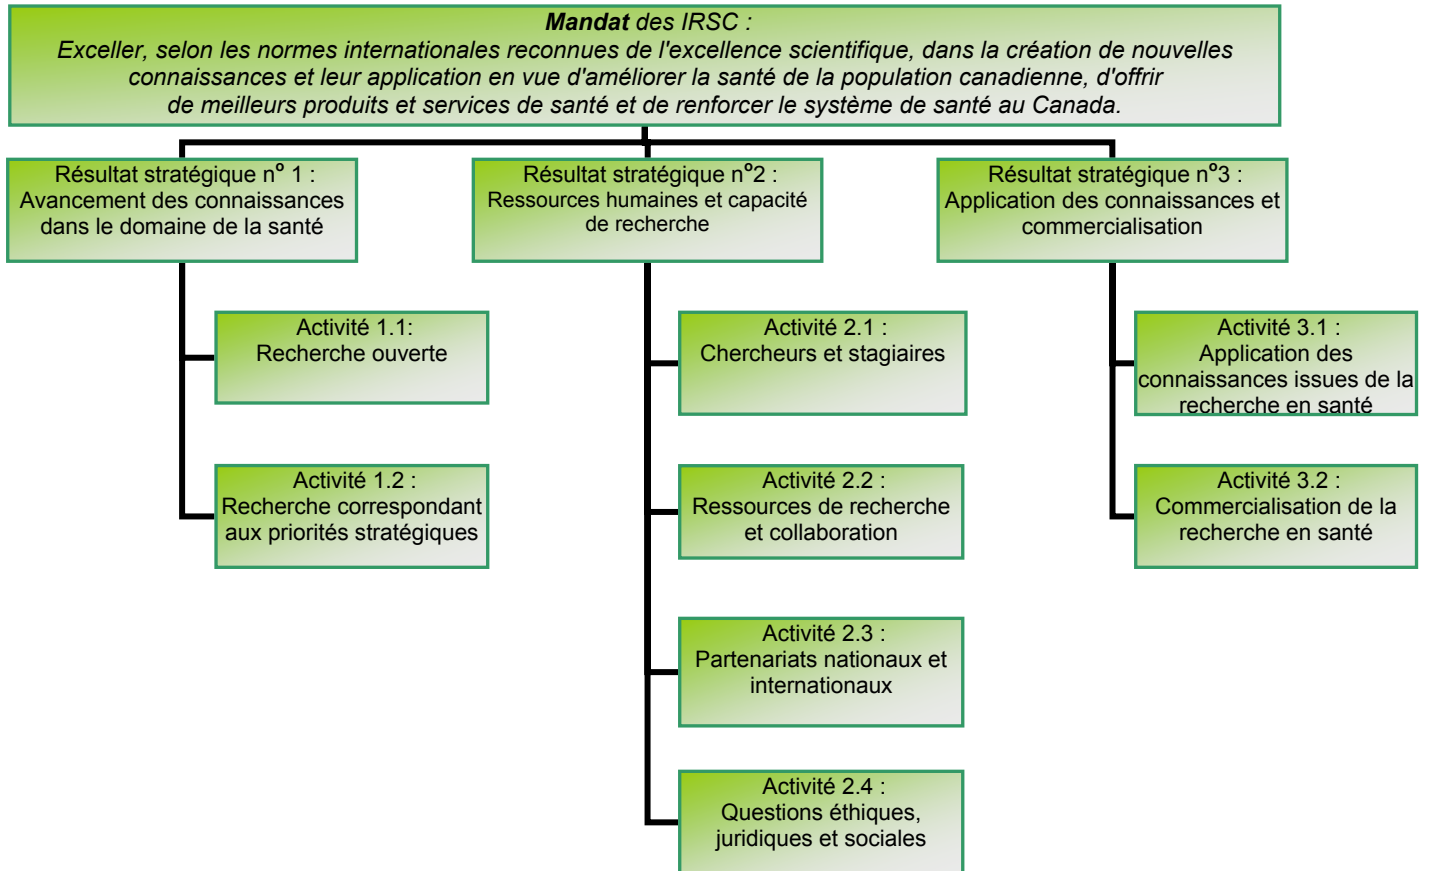 Mandat des IRSC :
Exceller, selon les normes internationales reconnues de l'excellence scientifique, dans la création de nouvelles
connaissances et leur application en vue d'améliorer la santé de la population canadienne, d'offrir
de meilleurs produits et services de santé et de renforcer le système de santé au Canada.
Résultat stratégique nº 1 :
Avancement des connaissances
dans le domaine de la santé
Activité 1.1:
Recherche ouverte
Activité 1.2 :
Recherche correspondant
aux priorités stratégiques
Résultat stratégique nº2 :
Ressources humaines et capacité
de recherche
Activité 2.1 :
Chercheurs et stagiaires
Activité 2.2 :
Ressources de recherche
et collaboration
Activité 2.3 :
Partenariats nationaux et
internationaux
Activité 2.4 :
Questions éthiques,
juridiques et sociales
Résultat stratégique nº3 :
Application des connaissances et
commercialisation
Activité 3.1 :
Application des
connaissances issues de la
recherche en santé
Activité 3.2 :
Commercialisation de la
recherche en santé